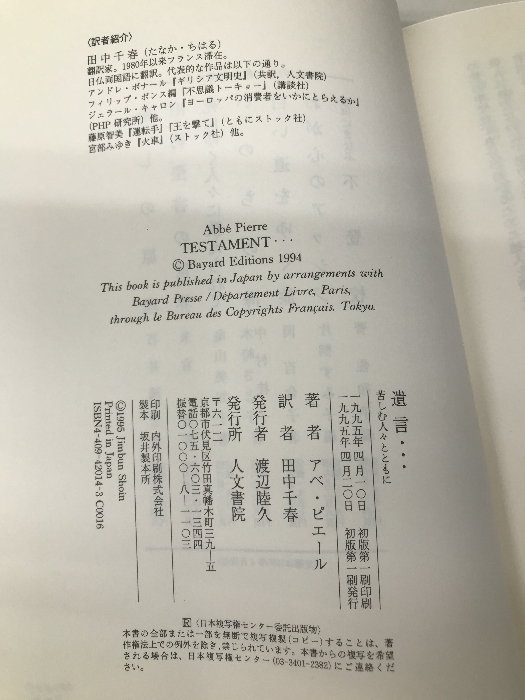 〈訳者紹介〉
田中千春(たなか・ちはる)
翻訳家。1980年以来フランス滞在。
日仏両国語に翻訳。代表的な作品は以下の通り。
アンドレ・ボナール『ギリシア文明史』(共訳，人文書院)
フィリップ・ポンス編『不思議トーキョー』(講談社)
ジェラール・キャロン『ヨーロッパの消費者をいかにとらえるか』
(PHP研究所)他。
藤原智美『運転手』『王を撃て』(ともにストック社)
宮部みゆき『火車』(ストック社)他。
Abbé Pierre
TESTAMENT···
© Bayard Editions 1994
This book is published in Japan by arrangements with
Bayard Presse / Département Livre, Paris,
through le Bureau des Copyrights Français. Tokyo.
遺言・・・
苦しむ人々とともに
一九九五年四月一〇日 初版第一刷印刷
一九九五年四月二〇日 初版第一刷発行
著者 アベ・ピエール
訳者 田中千春
発行者 渡辺睦久
発行所 人文書院
〒六一二
京都市伏見区竹田真幡木町三九―五
電話〇七五・六〇三・一三四四
振替〇一〇〇〇―八―一一〇三
印刷 内外印刷株式会社
製本 坂井製本所
©1995 Jimbun Shoin
Printed in Japan
ISBN4-409-42014-3 C0016
R〈日本複写権センター委託出版物〉
本書の全部または一部を無断で複写複製(コピー)することは，著
作権法上での例外を除き，禁じられています。本書からの複写を希望
される場合は，日本複写権センター(03-3401-2382)にご連絡くだ
さい。